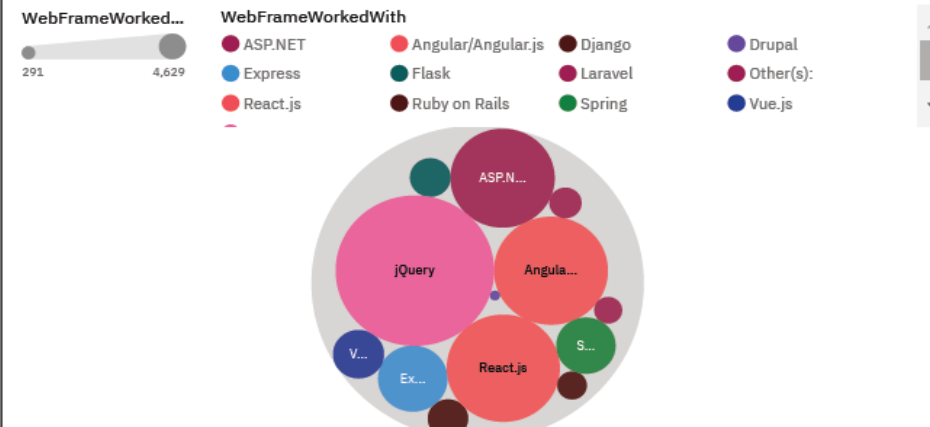 WebFrameWorked...
291
4,629
WebFrameWorkedWith
ASP.NET
Angular/Angular.js
Django
Drupal
Express
Flask
Laravel
Other(s):
React.js
Ruby on Rails
Spring
Vue.js
ASP.N...
jQuery
Angula...
V...
Ex...
React.js
S...